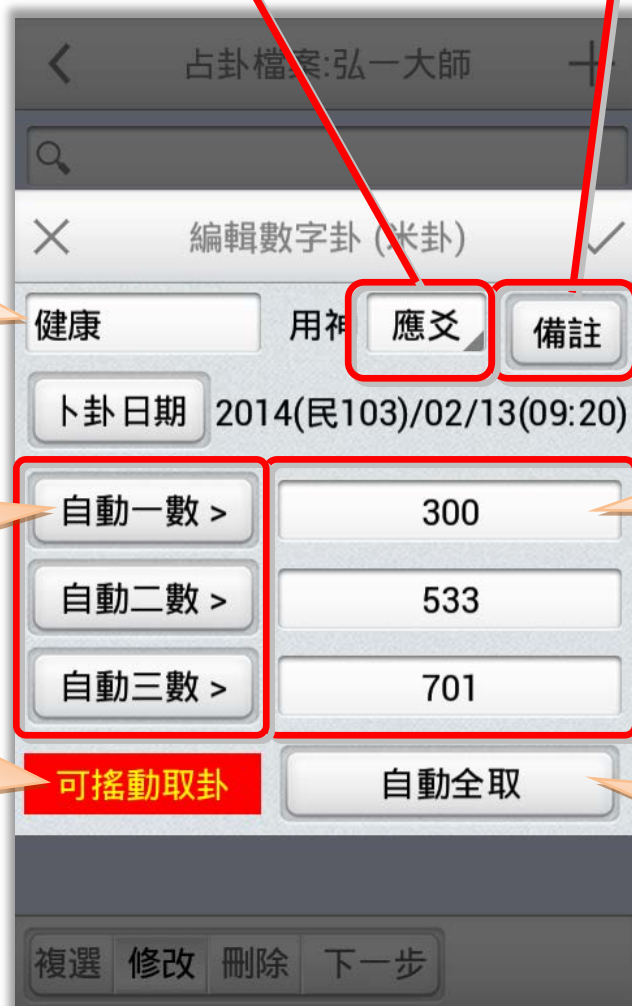 占卦檔案:弘一大師
編輯數字卦 (米卦)
健康 用神 應爻 備註
卜卦日期 2014(民103)/02/13(09:20)
自動一數 > 300
自動二數 > 533
自動三數 > 701
可搖動取卦 自動全取
複選 修改 刪除 下一步